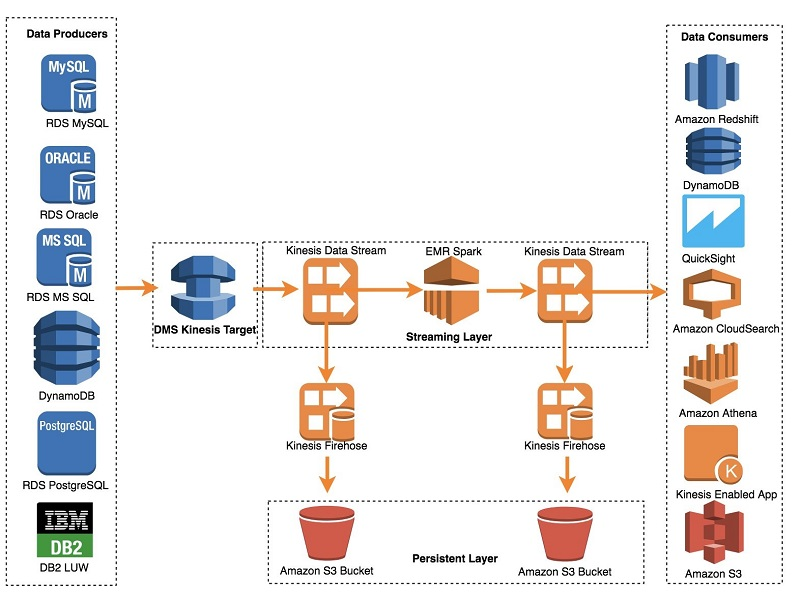 Data Producers
MySQL
M
RDS MySQL
ORACLE
M
RDS Oracle
MS SQL
M
RDS MS SQL
DynamoDB
PostgreSQL
RDS PostgreSQL
IBM
DB2
DB2 LUW
DMS Kinesis Target
Kinesis Data Stream
EMR Spark
Kinesis Data Stream
Streaming Layer
Kinesis Firehose
Kinesis Firehose
Amazon S3 Bucket
Persistent Layer
Amazon S3 Bucket
Data Consumers
Amazon Redshift
DynamoDB
QuickSight
Amazon CloudSearch
Amazon Athena
K
Kinesis Enabled App
Amazon S3